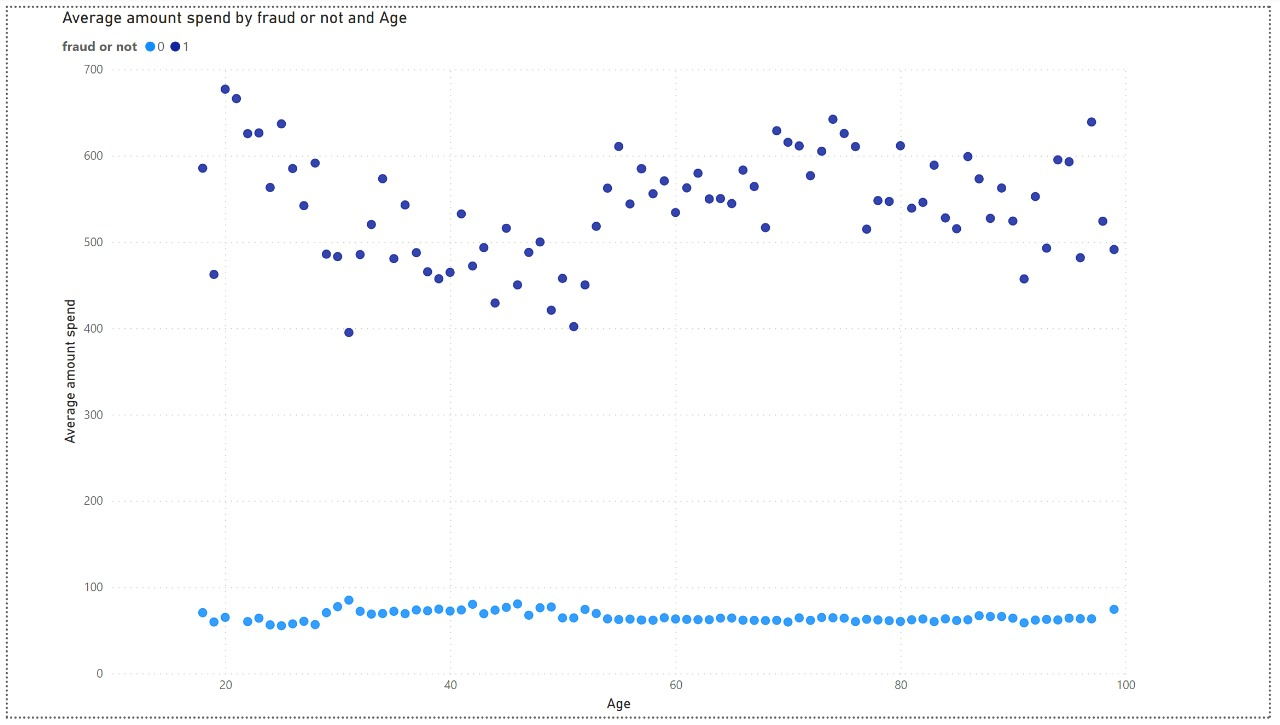 Average amount spend by fraud or not and Age
fraud or not 0 1
700
600
500
400
300
200
100
0
Average amount spend
20 40 60 80 100
Age